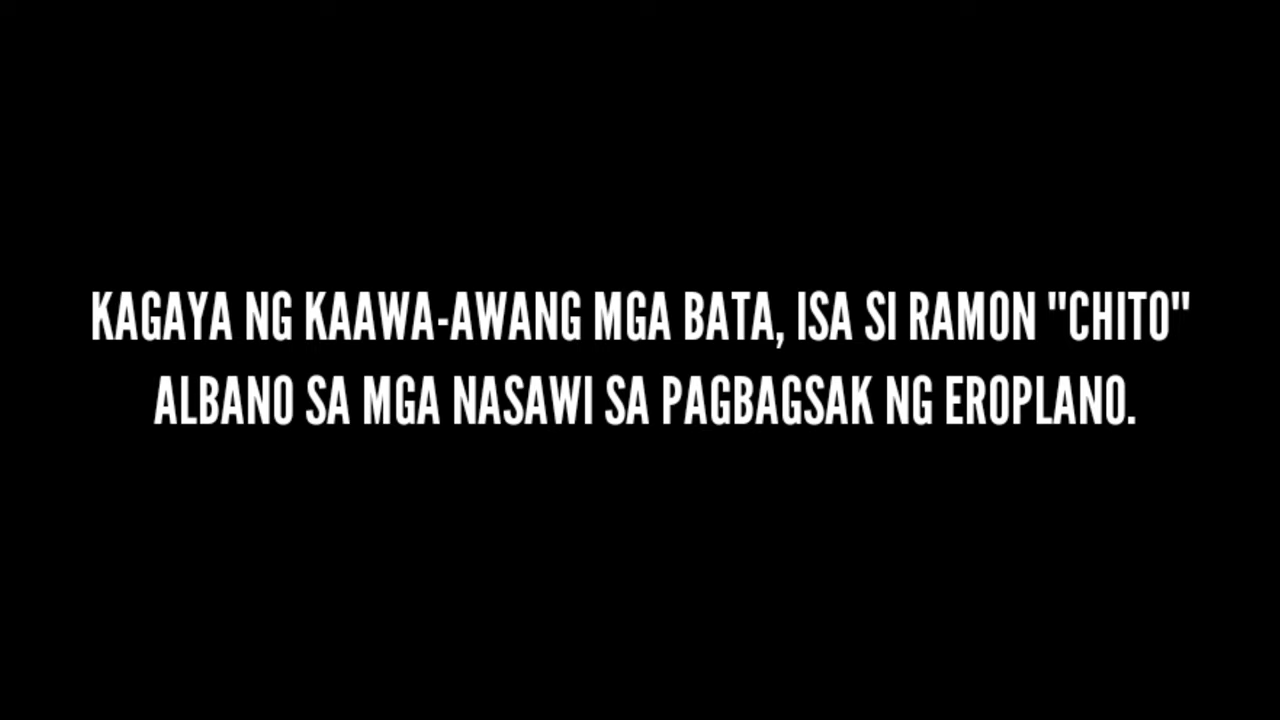 KAGAYA NG KAAWA-AWANG MGA BATA, ISA SI RAMON "CHITO"
ALBANO SA MGA NASAWI SA PAGBAGSAK NG EROPLANO.